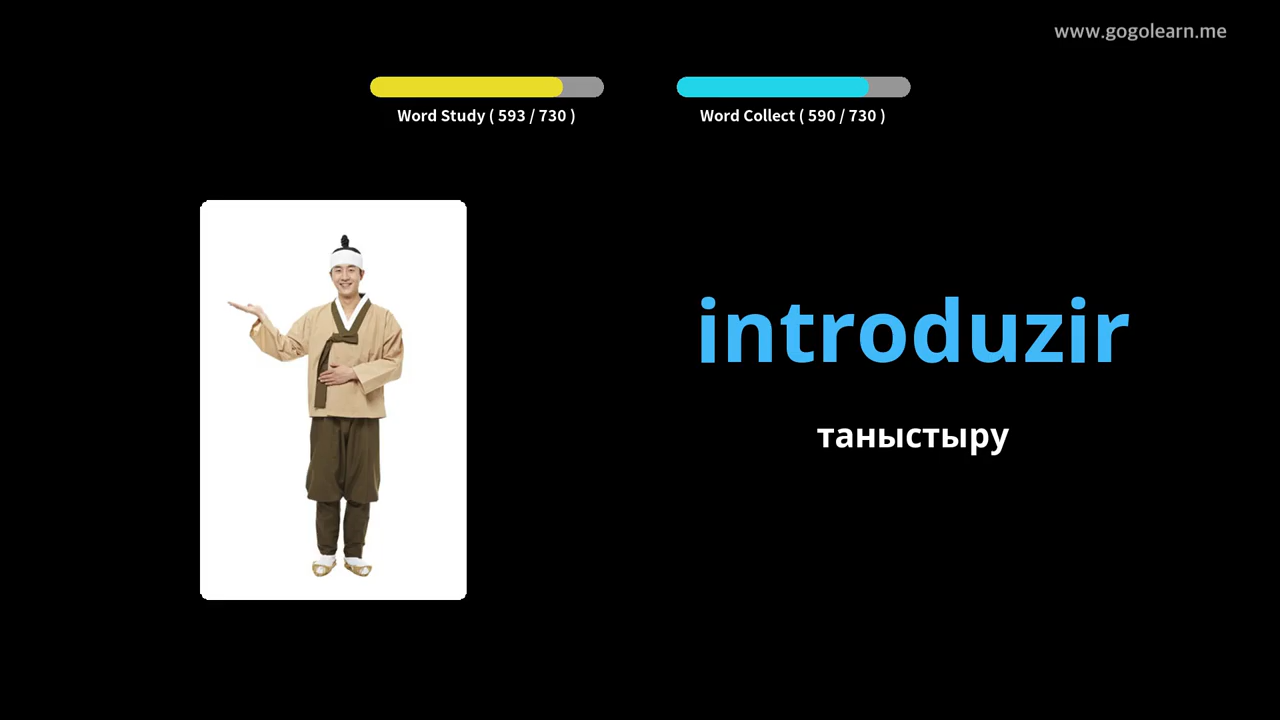 www.gogolearn.me
Word Study ( 593 / 730 )
Word Collect ( 590 / 730 )
introduzir
таныстыру